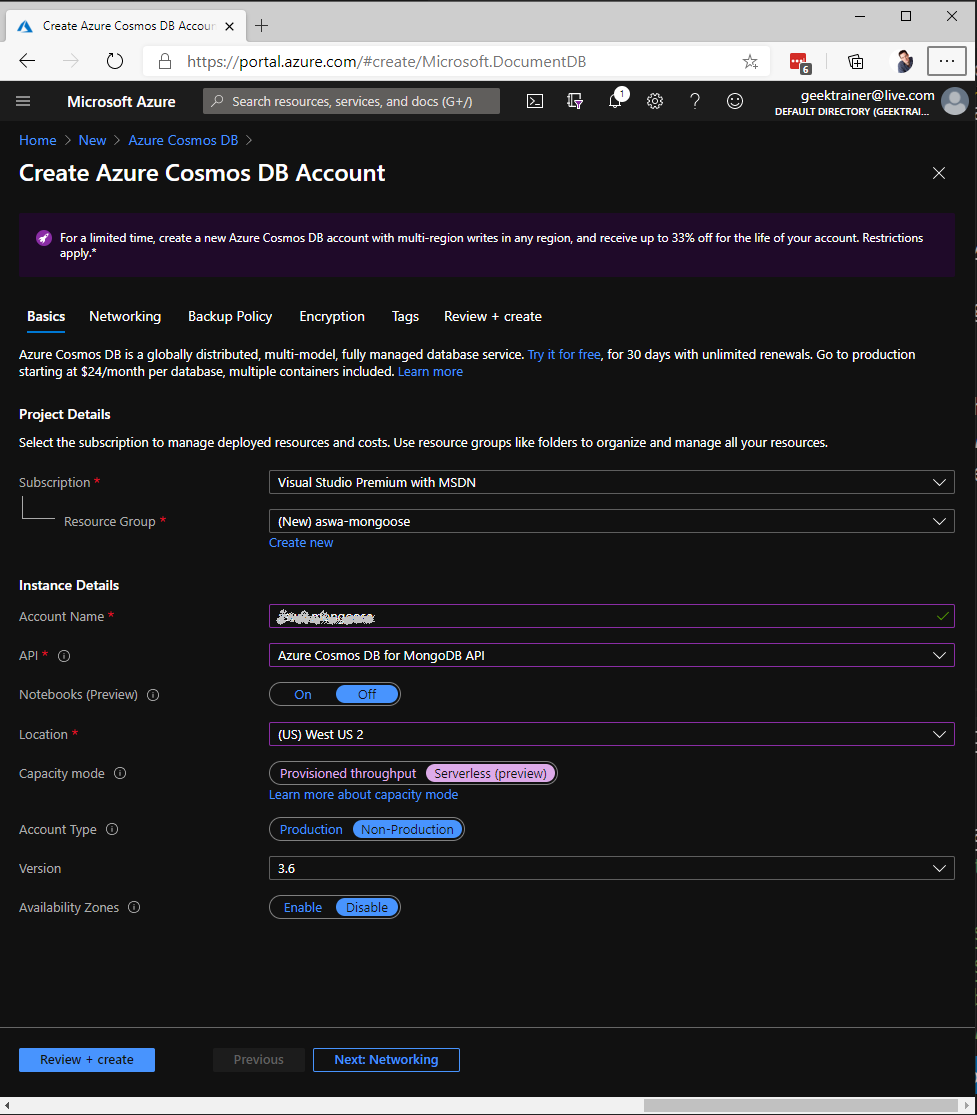 Create Azure Cosmos DB Accour
https://portal.azure.com/#create/Microsoft.DocumentDB
6
Microsoft Azure
Search resources, services, and docs (G+/)
1
geektrainer@live.com
DEFAULT DIRECTORY (GEEKTRAI...
Home > New > Azure Cosmos DB >
Create Azure Cosmos DB Account
For a limited time, create a new Azure Cosmos DB account with multi-region writes in any region, and receive up to 33% off for the life of your account. Restrictions
apply.*
Basics Networking Backup Policy Encryption Tags Review + create
Azure Cosmos DB is a globally distributed, multi-model, fully managed database service. Try it for free, for 30 days with unlimited renewals. Go to production
starting at $24/month per database, multiple containers included. Learn more
Project Details
Select the subscription to manage deployed resources and costs. Use resource groups like folders to organize and manage all your resources.
Subscription * Visual Studio Premium with MSDN
Resource Group * (New) aswa-mongoose
Create new
Instance Details
Account Name *
API * Azure Cosmos DB for MongoDB API
Notebooks (Preview) On Off
Location * (US) West US 2
Capacity mode Provisioned throughput Serverless (preview)
Learn more about capacity mode
Account Type Production Non-Production
Version 3.6
Availability Zones Enable Disable
Review + create Previous Next: Networking